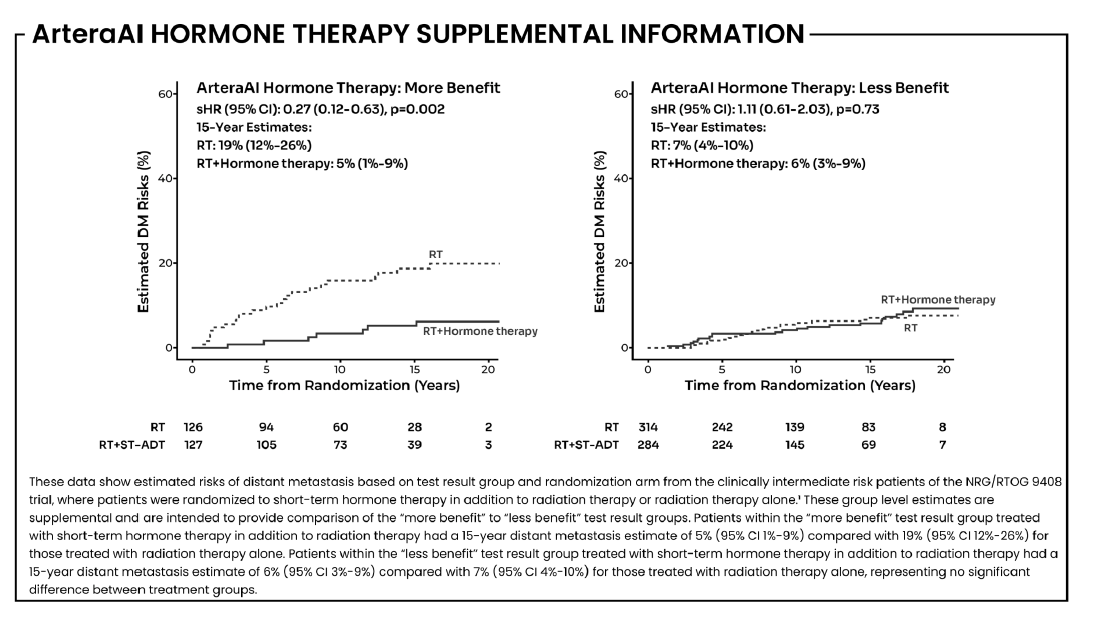 ArteraAI HORMONE THERAPY SUPPLEMENTAL INFORMATION
ArteraAI Hormone Therapy: More Benefit
sHR (95% CI): 0.27 (0.12-0.63), p=0.002
15-Year Estimates:
RT: 19% (12%-26%)
RT+Hormone therapy: 5% (1%-9%)
Estimated DM Risks (%)
60
40
20
0
RT
RT+Hormone therapy
0 5 10 15 20
Time from Randomization (Years)
RT 126 94 60 28 2
RT+ST-ADT 127 105 73 39 3
ArteraAI Hormone Therapy: Less Benefit
sHR (95% CI): 1.11 (0.61-2.03), p=0.73
15-Year Estimates:
RT: 7% (4%-10%)
RT+Hormone therapy: 6% (3%-9%)
Estimated DM Risks (%)
60
40
20
0
RT+Hormone therapy
RT
0 5 10 15 20
Time from Randomization (Years)
RT 314 242 139 83 8
RT+ST-ADT 284 224 145 69 7
These data show estimated risks of distant metastasis based on test result group and randomization arm from the clinically intermediate risk patients of the NRG/RTOG 9408
trial, where patients were randomized to short-term hormone therapy in addition to radiation therapy or radiation therapy alone.¹ These group level estimates are
supplemental and are intended to provide comparison of the “more benefit” to “less benefit” test result groups. Patients within the “more benefit” test result group treated
with short-term hormone therapy in addition to radiation therapy had a 15-year distant metastasis estimate of 5% (95% CI 1%-9%) compared with 19% (95% CI 12%-26%) for
those treated with radiation therapy alone. Patients within the “less benefit” test result group treated with short-term hormone therapy in addition to radiation therapy had a
15-year distant metastasis estimate of 6% (95% CI 3%-9%) compared with 7% (95% CI 4%-10%) for those treated with radiation therapy alone, representing no significant
difference between treatment groups.